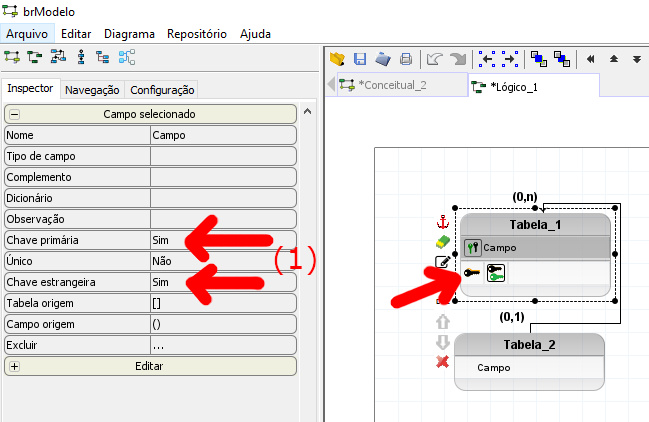 brModelo
Arquivo Editar Diagrama Repositório Ajuda
Inspector Navegação Configuração
*Conceitual_2 *Lógico_1
Campo selecionado
Nome Campo
Tipo de campo
Complemento
Dicionário
Observação
Chave primária Sim
Único Não
Chave estrangeira Sim
Tabela origem []
Campo origem ()
Excluir ...
Editar
(1)
(0,n)
Tabela_1
Campo
(0,1)
Tabela_2
Campo